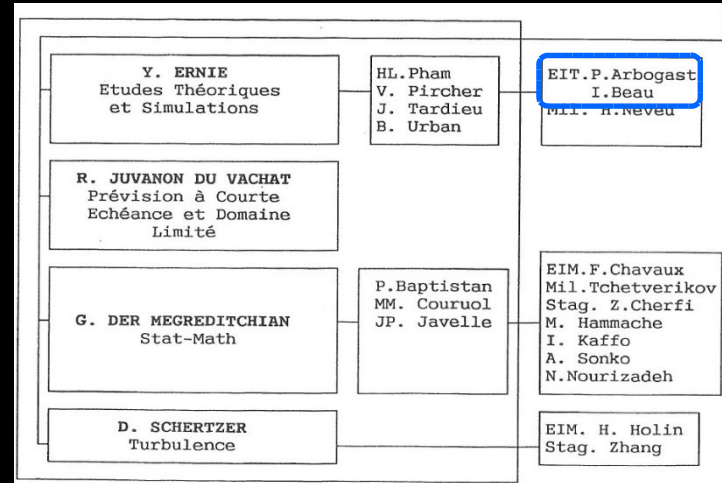 Y. ERNIE
Etudes Théoriques
et Simulations
HL.Pham
V. Pircher
J. Tardieu
B. Urban
EIT.P.Arbogast
I.Beau
Mil. H.Neveu
R. JUVANON DU VACHAT
Prévision à Courte
Echéance et Domaine
Limité
G. DER MEGREDITCHIAN
Stat-Math
P.Baptistan
MM. Couruol
JP. Javelle
EIM.F.Chavaux
Mil.Tchetverikov
Stag. Z.Cherfi
M. Hammache
I. Kaffo
A. Sonko
N.Nourizadeh
D. SCHERTZER
Turbulence
EIM. H. Holin
Stag. Zhang